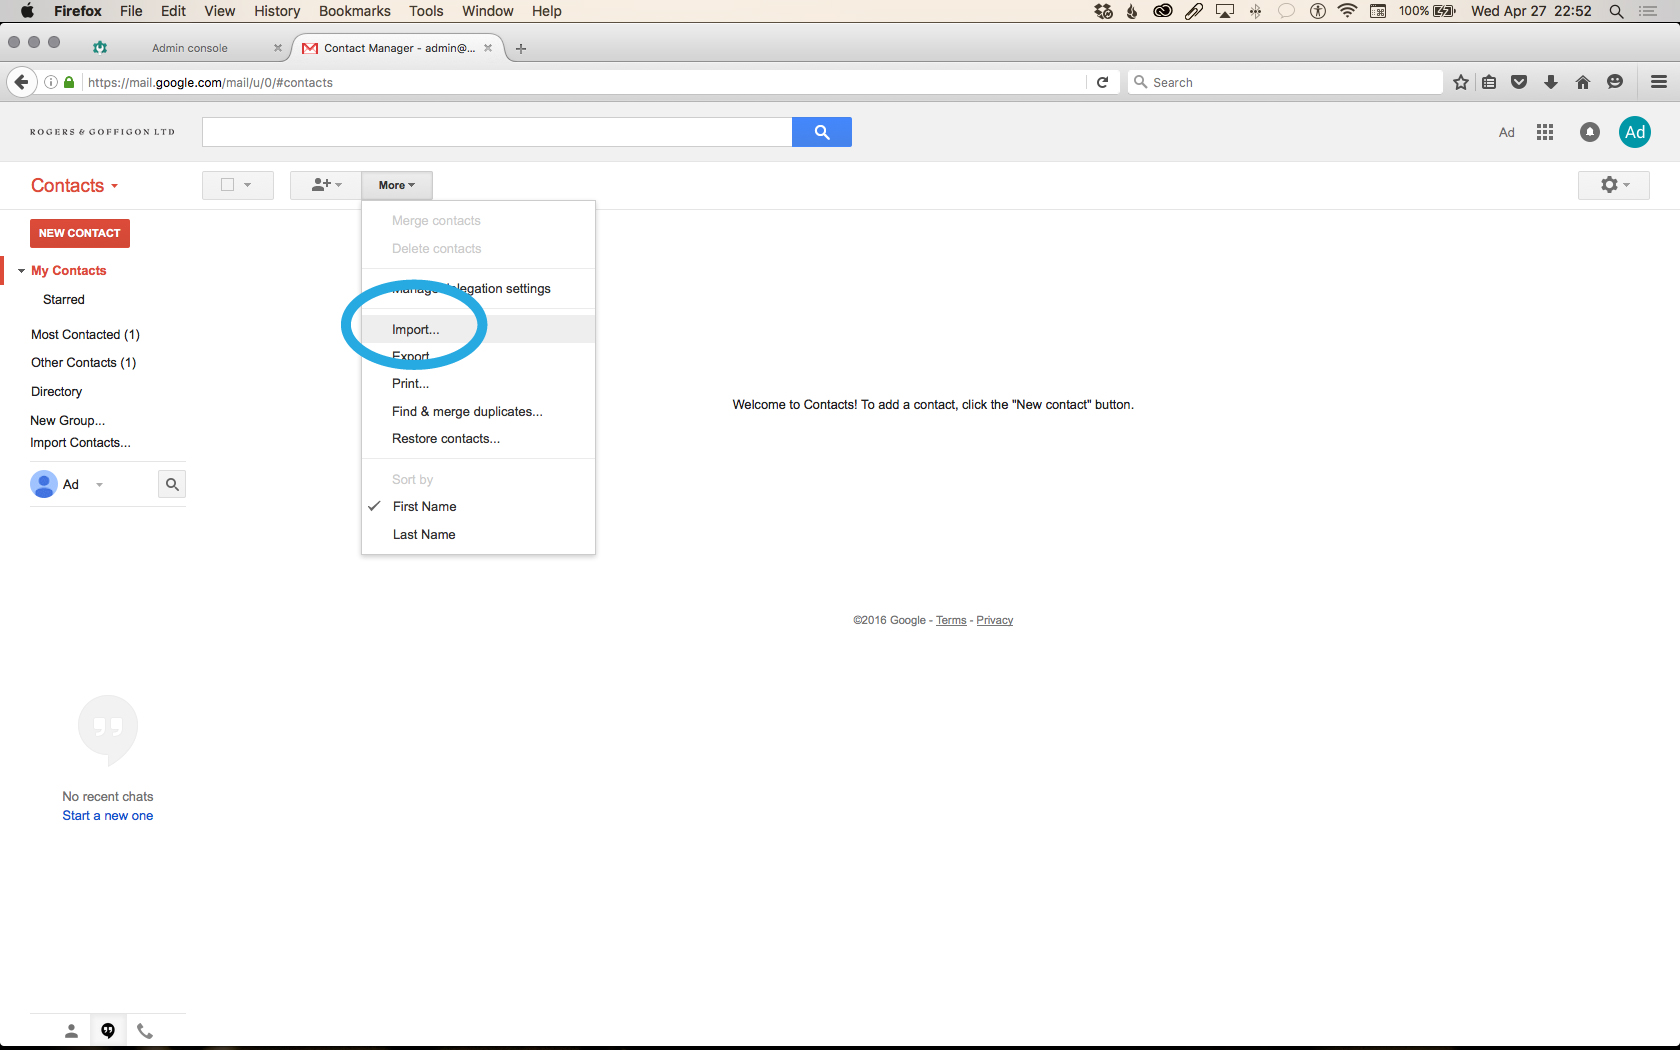 Firefox File Edit View History Bookmarks Tools Window Help 100% Wed Apr 27 22:52
Admin console Contact Manager - admin@...
https://mail.google.com/mail/u/0/#contacts Search
ROGERS & GOFFIGON LTD Ad Ad
Contacts More
NEW CONTACT
My Contacts
Starred
Most Contacted (1)
Other Contacts (1)
Directory
New Group...
Import Contacts...
Ad
Merge contacts
Delete contacts
Manage delegation settings
Import...
Export
Print...
Find & merge duplicates...
Restore contacts...
Sort by
First Name
Last Name
Welcome to Contacts! To add a contact, click the "New contact" button.
©2016 Google - Terms - Privacy
No recent chats
Start a new one